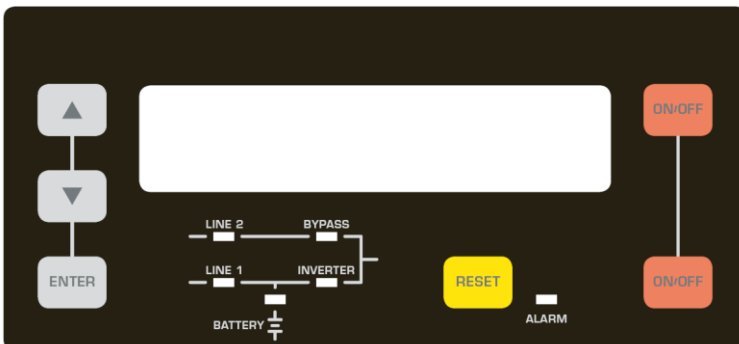 ON/OFF
LINE 2 BYPASS
LINE 1 INVERTER
ENTER RESET ON/OFF
BATTERY ALARM